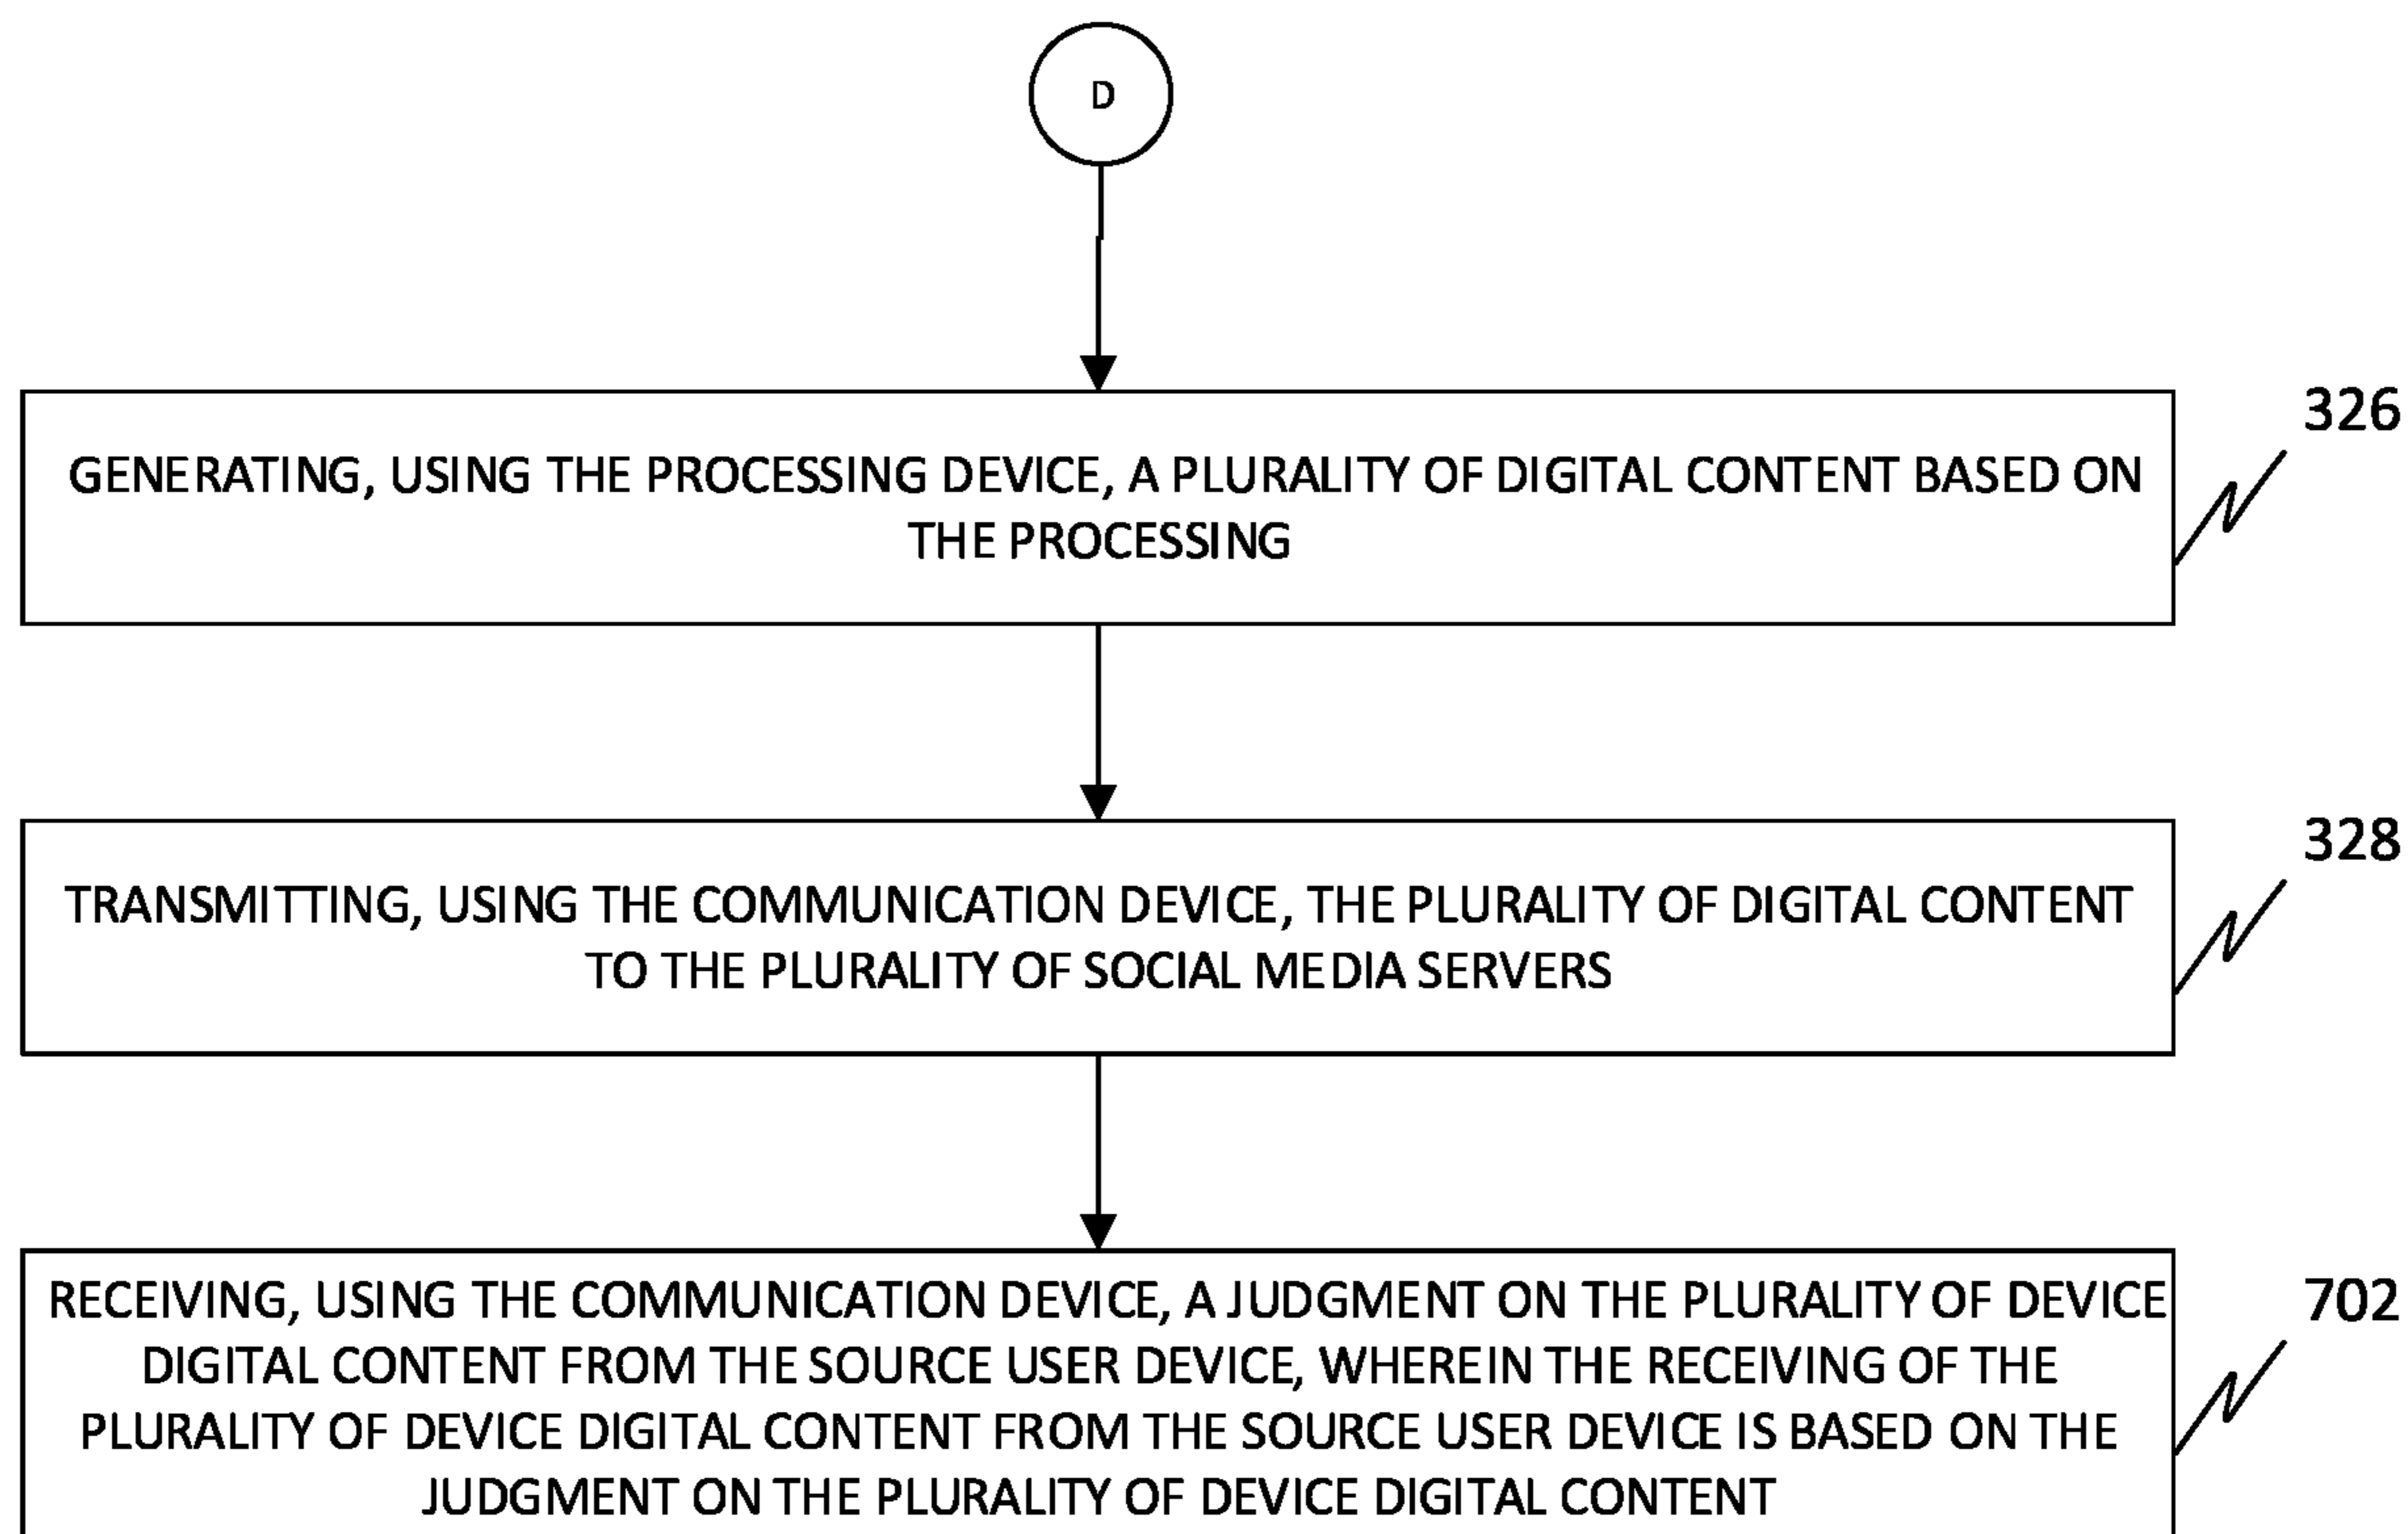 D
326
GENERATING, USING THE PROCESSING DEVICE, A PLURALITY OF DIGITAL CONTENT BASED ON
THE PROCESSING
328
TRANSMITTING, USING THE COMMUNICATION DEVICE, THE PLURALITY OF DIGITAL CONTENT
TO THE PLURALITY OF SOCIAL MEDIA SERVERS
702
RECEIVING, USING THE COMMUNICATION DEVICE, A JUDGMENT ON THE PLURALITY OF DEVICE
DIGITAL CONTENT FROM THE SOURCE USER DEVICE, WHEREIN THE RECEIVING OF THE
PLURALITY OF DEVICE DIGITAL CONTENT FROM THE SOURCE USER DEVICE IS BASED ON THE
JUDGMENT ON THE PLURALITY OF DEVICE DIGITAL CONTENT